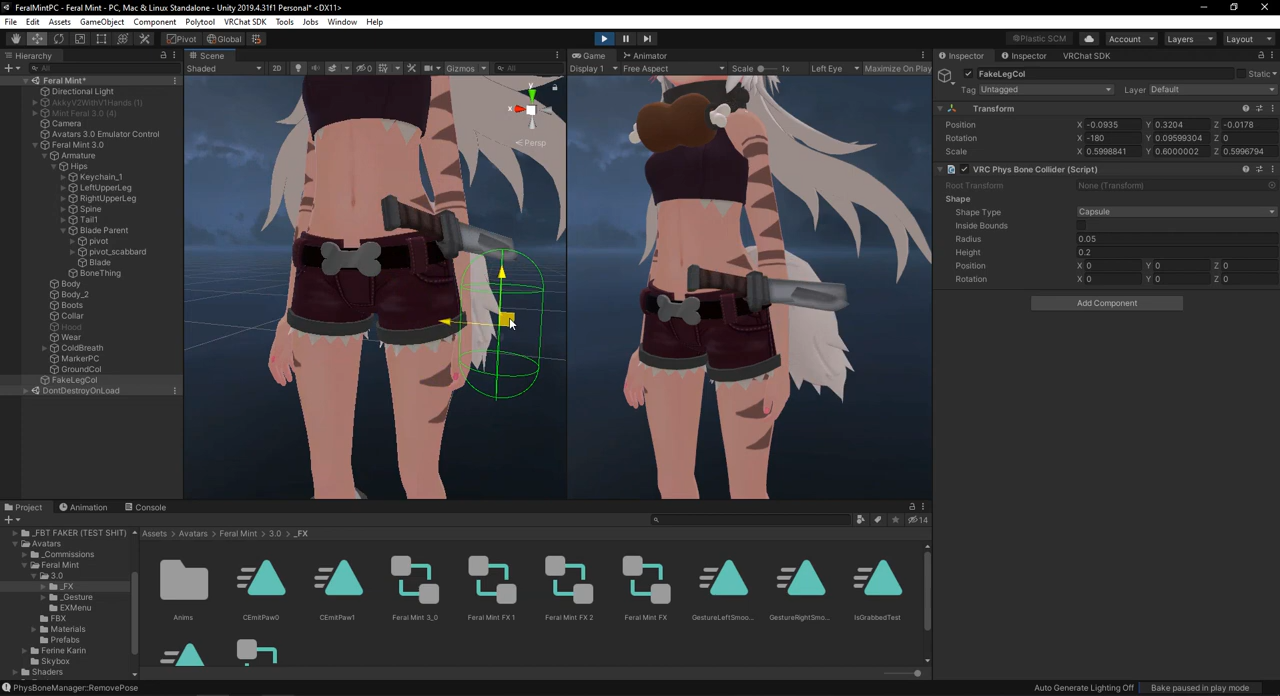 FeralMintPC - Feral Mint - PC, Mac & Linux Standalone - Unity 2019.4.31f1 Personal* <DX11>
File Edit Assets GameObject Component Polytool VRChat SDK Tools Jobs Window Help
Pivot Global Plastic SCM Account Layers Layout
Hierarchy
All
Feral Mint*
Directional Light
AkkyV2WithV1Hands (1)
Mint Feral 3.0 (4)
Camera
Avatars 3.0 Emulator Control
Feral Mint 3.0
Armature
Hips
Keychain_1
LeftUpperLeg
RightUpperLeg
Spine
Tail1
Blade Parent
pivot
pivot_scabbard
Blade
BoneThing
Body
Body_2
Boots
Collar
Hood
Wear
ColdBreath
MarkerPC
GroundCol
FakeLegCol
DontDestroyOnLoad
Scene
Shaded 2D 0 Gizmos All
y
x
Persp
Game Animator
Display 1 Free Aspect Scale 1x Left Eye Maximize On Play
Inspector Inspector VRChat SDK
FakeLegCol Static
Tag Untagged Layer Default
Transform
Position X -0.0935 Y 0.3204 Z -0.0178
Rotation X -180 Y 0.09599304 Z 0
Scale X 0.5998841 Y 0.6000002 Z 0.5996794
VRC Phys Bone Collider (Script)
Root Transform None (Transform)
Shape
Shape Type Capsule
Inside Bounds
Radius 0.05
Height 0.2
Position X 0 Y 0 Z 0
Rotation X 0 Y 0 Z 0
Add Component
Project Animation Console
14
_FBT FAKER (TEST SHIT)
Avatars
_Commissions
Feral Mint
3.0
_FX
_Gesture
EXMenu
FBX
Materials
Prefabs
Ferine Karin
Skybox
Shaders
Assets > Avatars > Feral Mint > 3.0 > _FX
Anims CEmitPaw0 CEmitPaw1 Feral Mint 3_0 Feral Mint FX 1 Feral Mint FX 2 Feral Mint FX GestureLeftSmoo... GestureRightSmo... IsGrabbedTest
PhysBoneManager::RemovePose
Auto Generate Lighting Off Bake paused in play mode